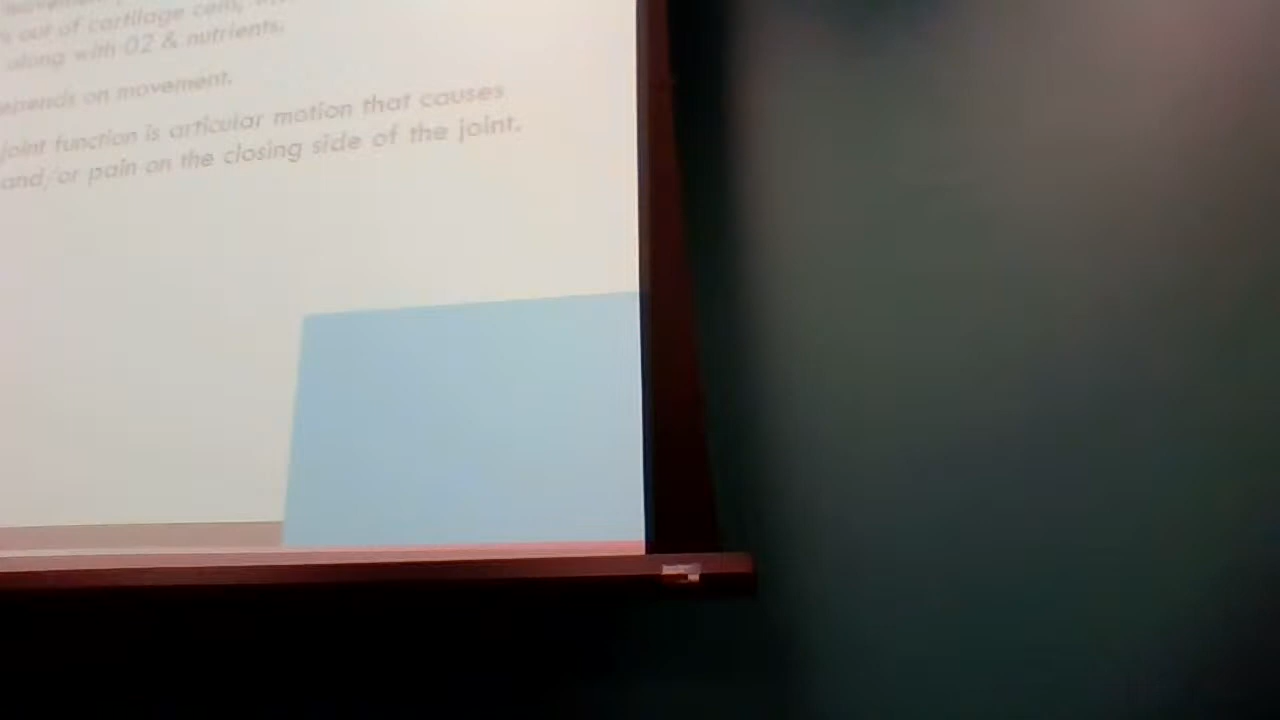 out of cartilage cells,
along with O2 & nutrients.
depends on movement.
joint function is articular motion that causes
and/or pain on the closing side of the joint.